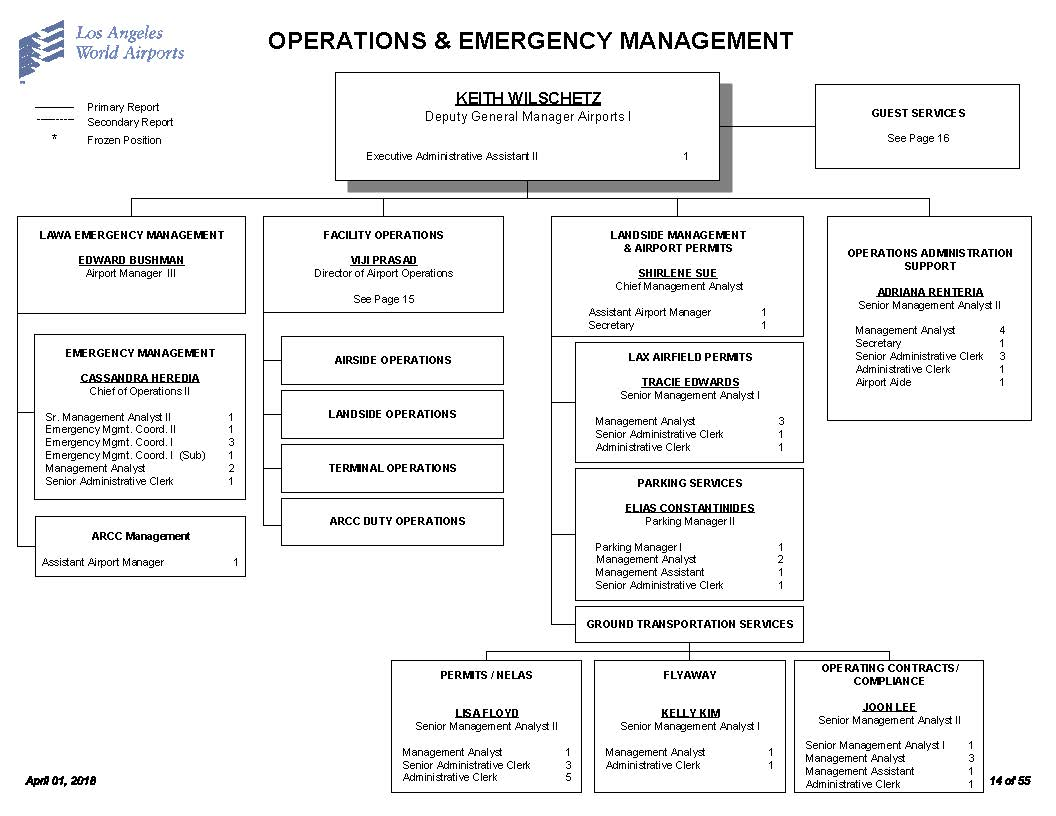 Los Angeles
World Airports
OPERATIONS & EMERGENCY MANAGEMENT
Primary Report
Secondary Report
* Frozen Position
KEITH WILSCHETZ
Deputy General Manager Airports I
Executive Administrative Assistant II 1
GUEST SERVICES
See Page 16
LAWA EMERGENCY MANAGEMENT
EDWARD BUSHMAN
Airport Manager III
EMERGENCY MANAGEMENT
CASSANDRA HEREDIA
Chief of Operations II
Sr. Management Analyst II 1
Emergency Mgmt. Coord. II 1
Emergency Mgmt. Coord. I 3
Emergency Mgmt. Coord. I (Sub) 1
Management Analyst 2
Senior Administrative Clerk 1
ARCC Management
Assistant Airport Manager 1
FACILITY OPERATIONS
VIJI PRASAD
Director of Airport Operations
See Page 15
AIRSIDE OPERATIONS
LANDSIDE OPERATIONS
TERMINAL OPERATIONS
ARCC DUTY OPERATIONS
LANDSIDE MANAGEMENT
& AIRPORT PERMITS
SHIRLENE SUE
Chief Management Analyst
Assistant Airport Manager 1
Secretary 1
LAX AIRFIELD PERMITS
TRACIE EDWARDS
Senior Management Analyst I
Management Analyst 3
Senior Administrative Clerk 1
Administrative Clerk 1
PARKING SERVICES
ELIAS CONSTANTINIDES
Parking Manager II
Parking Manager I 1
Management Analyst 2
Management Assistant 1
Senior Administrative Clerk 1
GROUND TRANSPORTATION SERVICES
OPERATIONS ADMINISTRATION
SUPPORT
ADRIANA RENTERIA
Senior Management Analyst II
Management Analyst 4
Secretary 1
Senior Administrative Clerk 3
Administrative Clerk 1
Airport Aide 1
PERMITS / NELAS
LISA FLOYD
Senior Management Analyst II
Management Analyst 1
Senior Administrative Clerk 3
Administrative Clerk 5
FLYAWAY
KELLY KIM
Senior Management Analyst I
Management Analyst 1
Administrative Clerk 1
OPERATING CONTRACTS/
COMPLIANCE
JOON LEE
Senior Management Analyst II
Senior Management Analyst I 1
Management Analyst 3
Management Assistant 1
Administrative Clerk 1
April 01, 2018
14 of 55